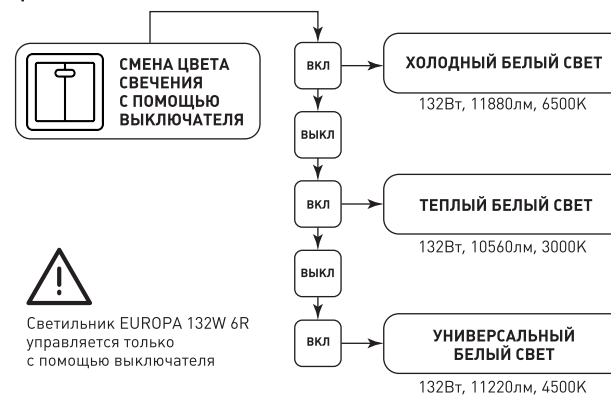 СМЕНА ЦВЕТА
СВЕЧЕНИЯ
С ПОМОЩЬЮ
ВЫКЛЮЧАТЕЛЯ
ВКЛ
ХОЛОДНЫЙ БЕЛЫЙ СВЕТ
132Вт, 11880лм, 6500К
ВЫКЛ
ВКЛ
ТЕПЛЫЙ БЕЛЫЙ СВЕТ
132Вт, 10560лм, 3000К
ВЫКЛ
ВКЛ
УНИВЕРСАЛЬНЫЙ
БЕЛЫЙ СВЕТ
132Вт, 11220лм, 4500К
Светильник EUROPA 132W 6R
управляется только
с помощью выключателя